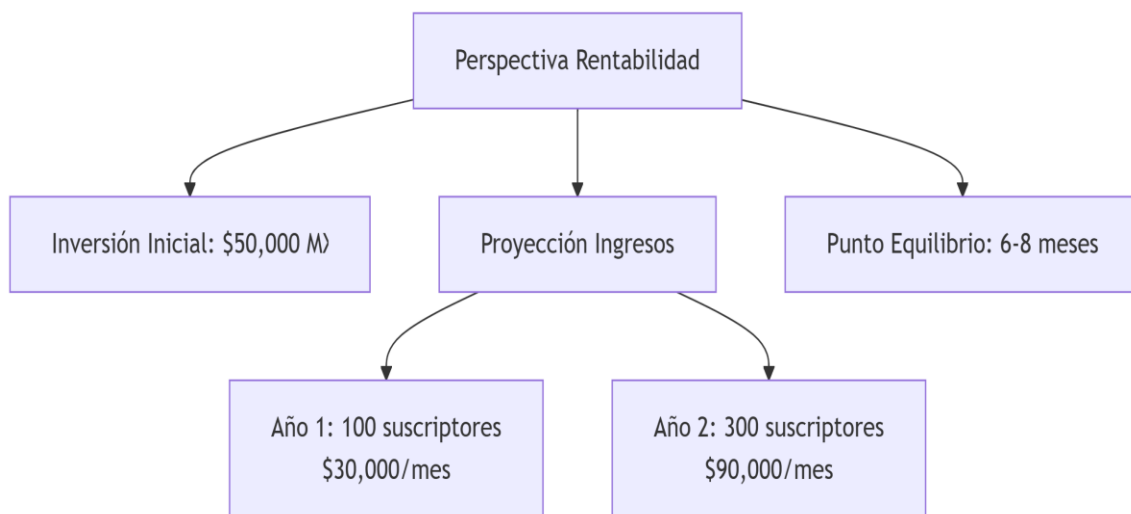 Perspectiva Rentabilidad
Inversión Inicial: $50,000
Proyección Ingresos
Punto Equilibrio: 6-8 meses
Año 1: 100 suscriptores
$30,000/mes
Año 2: 300 suscriptores
$90,000/mes